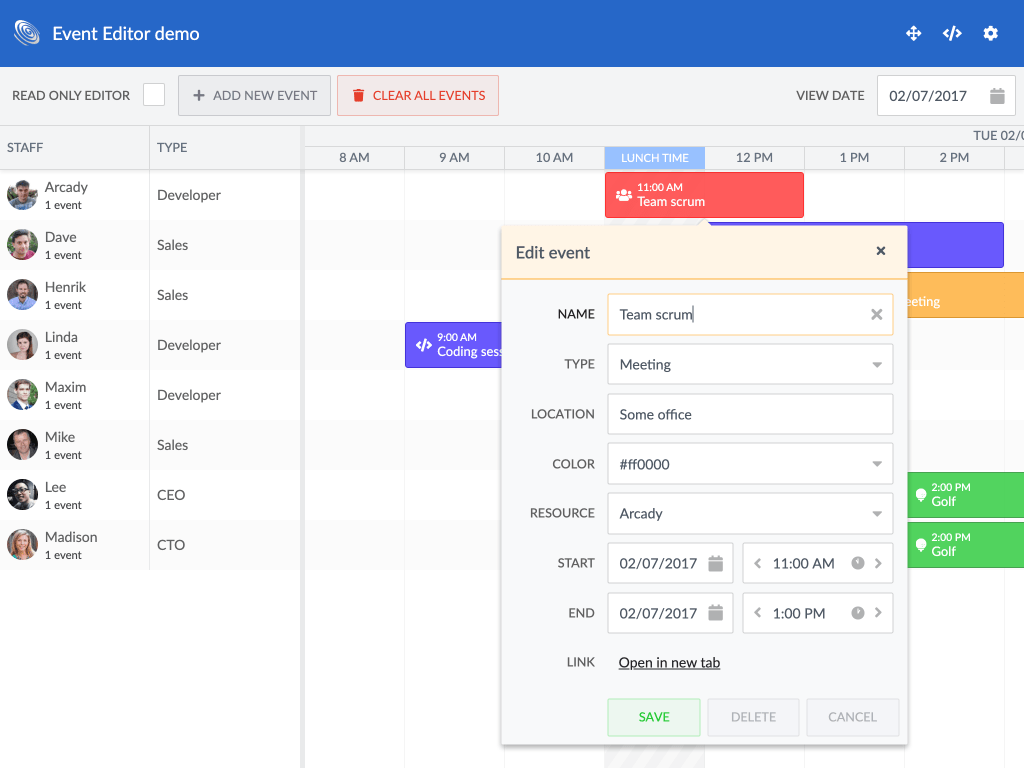 Event Editor demo
READ ONLY EDITOR
ADD NEW EVENT
CLEAR ALL EVENTS
VIEW DATE
02/07/2017
STAFF
TYPE
TUE 02/0
8 AM
9 AM
10 AM
LUNCH TIME
12 PM
1 PM
2 PM
Arcady
1 event
Developer
11:00 AM
Team scrum
Dave
1 event
Sales
Henrik
1 event
Sales
eeting
Linda
1 event
Developer
9:00 AM
Coding sess
Maxim
1 event
Developer
Mike
1 event
Sales
Lee
1 event
CEO
2:00 PM
Golf
Madison
1 event
CTO
2:00 PM
Golf
Edit event
NAME
Team scrum
TYPE
Meeting
LOCATION
Some office
COLOR
#ff0000
RESOURCE
Arcady
START
02/07/2017
11:00 AM
END
02/07/2017
1:00 PM
LINK
Open in new tab
SAVE
DELETE
CANCEL